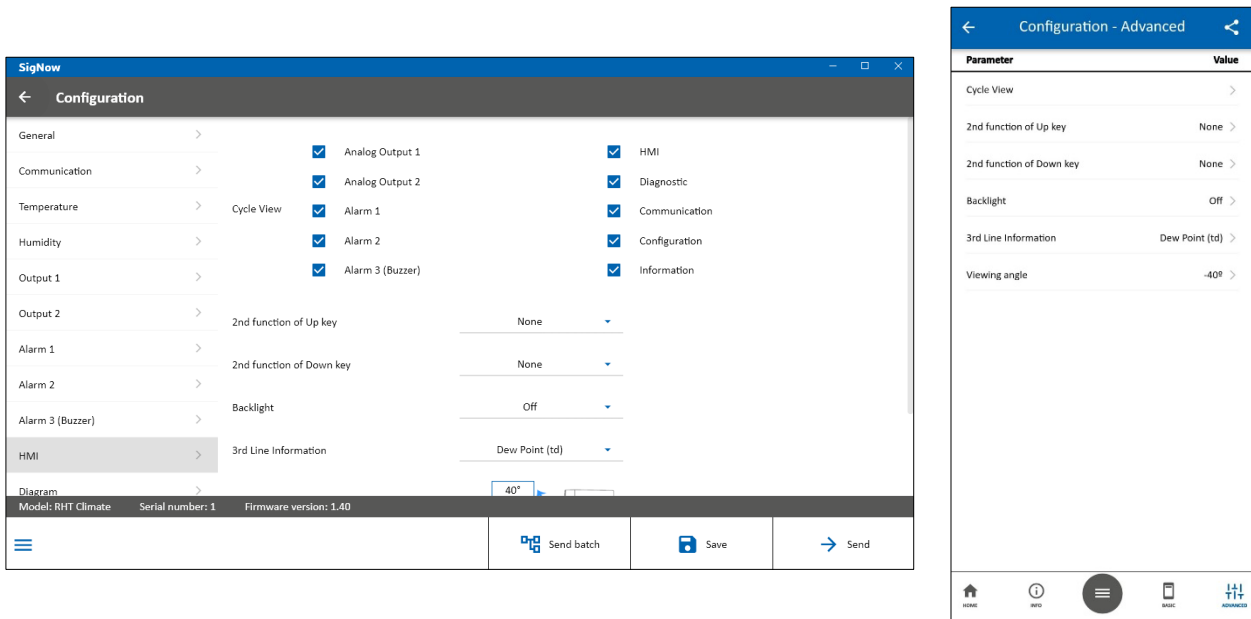 SigNow
Configuration
General
Communication
Temperature
Humidity
Output 1
Output 2
Alarm 1
Alarm 2
Alarm 3 (Buzzer)
HMI
Diagram
Cycle View
Analog Output 1
HMI
Analog Output 2
Diagnostic
Alarm 1
Communication
Alarm 2
Configuration
Alarm 3 (Buzzer)
Information
2nd function of Up key None
2nd function of Down key None
Backlight Off
3rd Line Information Dew Point (td)
40°
Model: RHT Climate Serial number: 1 Firmware version: 1.40
Send batch Save Send
Configuration - Advanced
Parameter Value
Cycle View
2nd function of Up key None
2nd function of Down key None
Backlight Off
3rd Line Information Dew Point (td)
Viewing angle -40º
HOME INFO BASIC ADVANCED